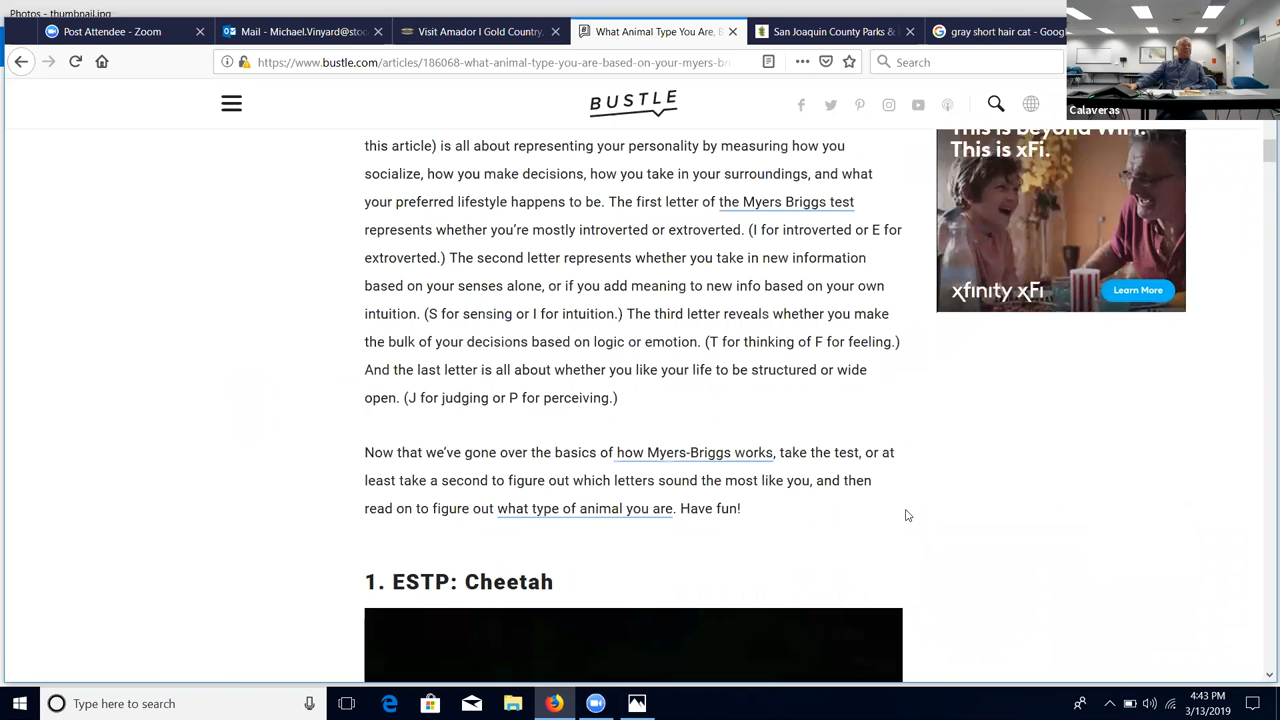 Photos - thumbnail.jpg
Post Attendee - Zoom
Mail - Michael.Vinyard@stoc
Visit Amador I Gold Country,
What Animal Type You Are, B
San Joaquin County Parks &
gray short hair cat - Goog
https://www.bustle.com/articles/186068-what-animal-type-you-are-based-on-your-myers-br
Search
Calaveras
BUSTLE
this article) is all about representing your personality by measuring how you
socialize, how you make decisions, how you take in your surroundings, and what
your preferred lifestyle happens to be. The first letter of the Myers Briggs test
represents whether you're mostly introverted or extroverted. (I for introverted or E for
extroverted.) The second letter represents whether you take in new information
based on your senses alone, or if you add meaning to new info based on your own
intuition. (S for sensing or I for intuition.) The third letter reveals whether you make
the bulk of your decisions based on logic or emotion. (T for thinking of F for feeling.)
And the last letter is all about whether you like your life to be structured or wide
open. (J for judging or P for perceiving.)
Now that we've gone over the basics of how Myers-Briggs works, take the test, or at
least take a second to figure out which letters sound the most like you, and then
read on to figure out what type of animal you are. Have fun!
1. ESTP: Cheetah
This is beyond WiFi.
This is xFi.
xfinity xFi
Learn More
Type here to search
4:43 PM
3/13/2019